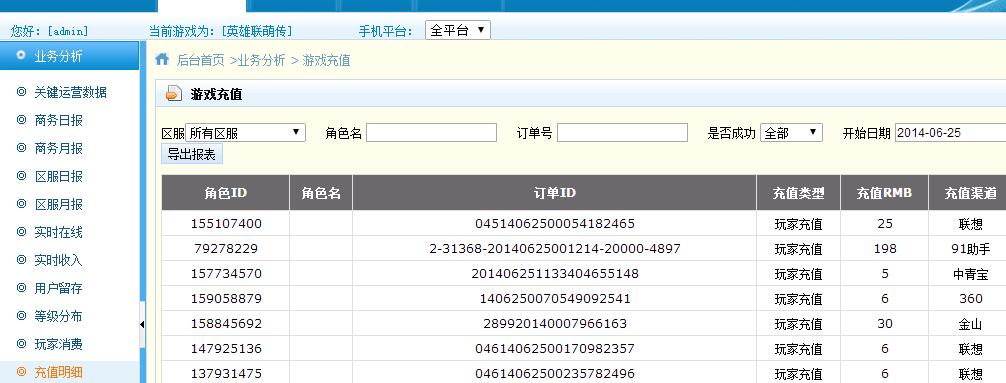 您好：[admin] 当前游戏为：[英雄联萌传] 手机平台： 全平台
业务分析
关键运营数据
商务日报
商务月报
区服日报
区服月报
实时在线
实时收入
用户留存
等级分布
玩家消费
充值明细
后台首页 >业务分析 > 游戏充值
游戏充值
区服 所有区服 角色名 订单号 是否成功 全部 开始日期 2014-06-25
导出报表
角色ID 角色名 订单ID 充值类型 充值RMB 充值渠道
155107400 04514062500054182465 玩家充值 25 联想
79278229 2-31368-20140625001214-20000-4897 玩家充值 198 91助手
157734570 201406251133404655148 玩家充值 5 中青宝
159058879 1406250070549092541 玩家充值 6 360
158845692 289920140007966163 玩家充值 30 金山
147925136 04614062500170982357 玩家充值 6 联想
137931475 04614062500235782496 玩家充值 6 联想